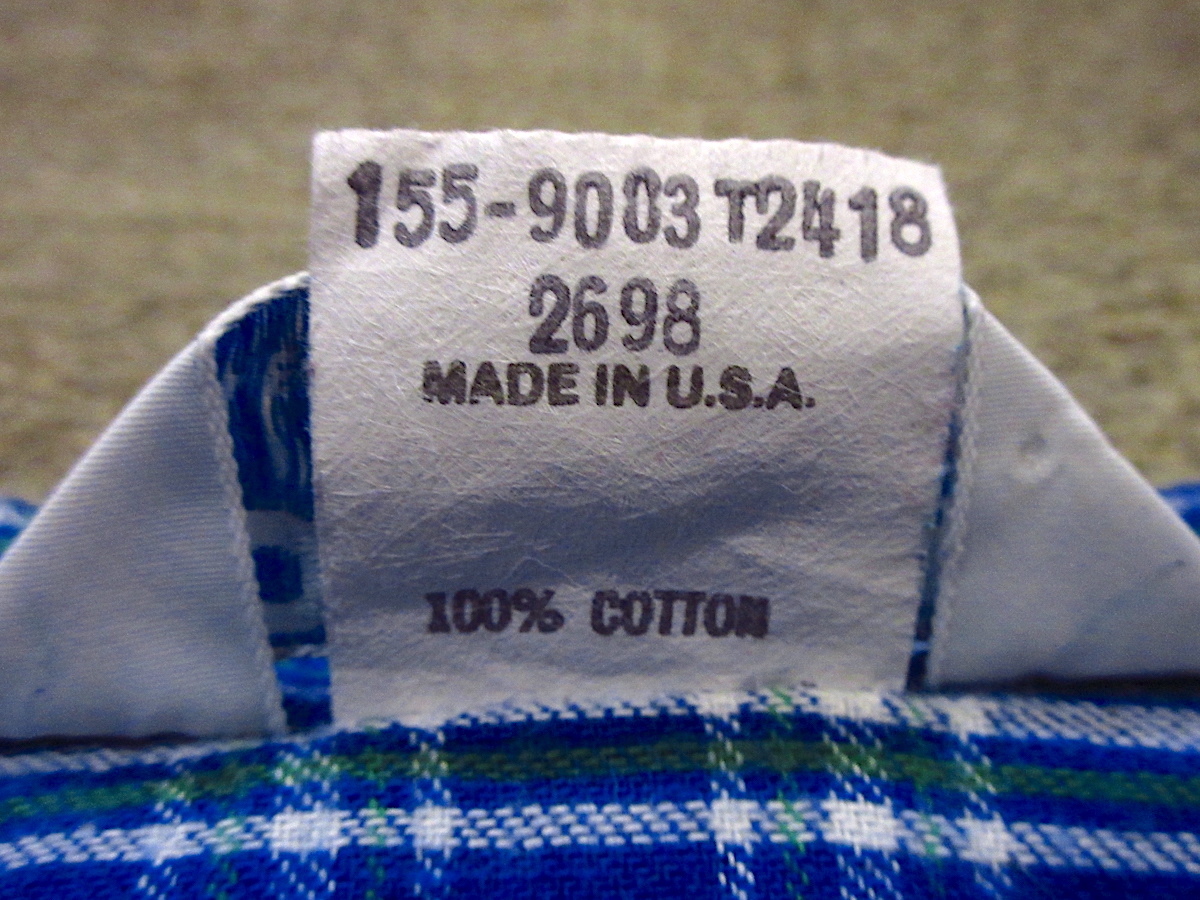 155-9003 T2418
2698
MADE IN U.S.A.
100% COTTON